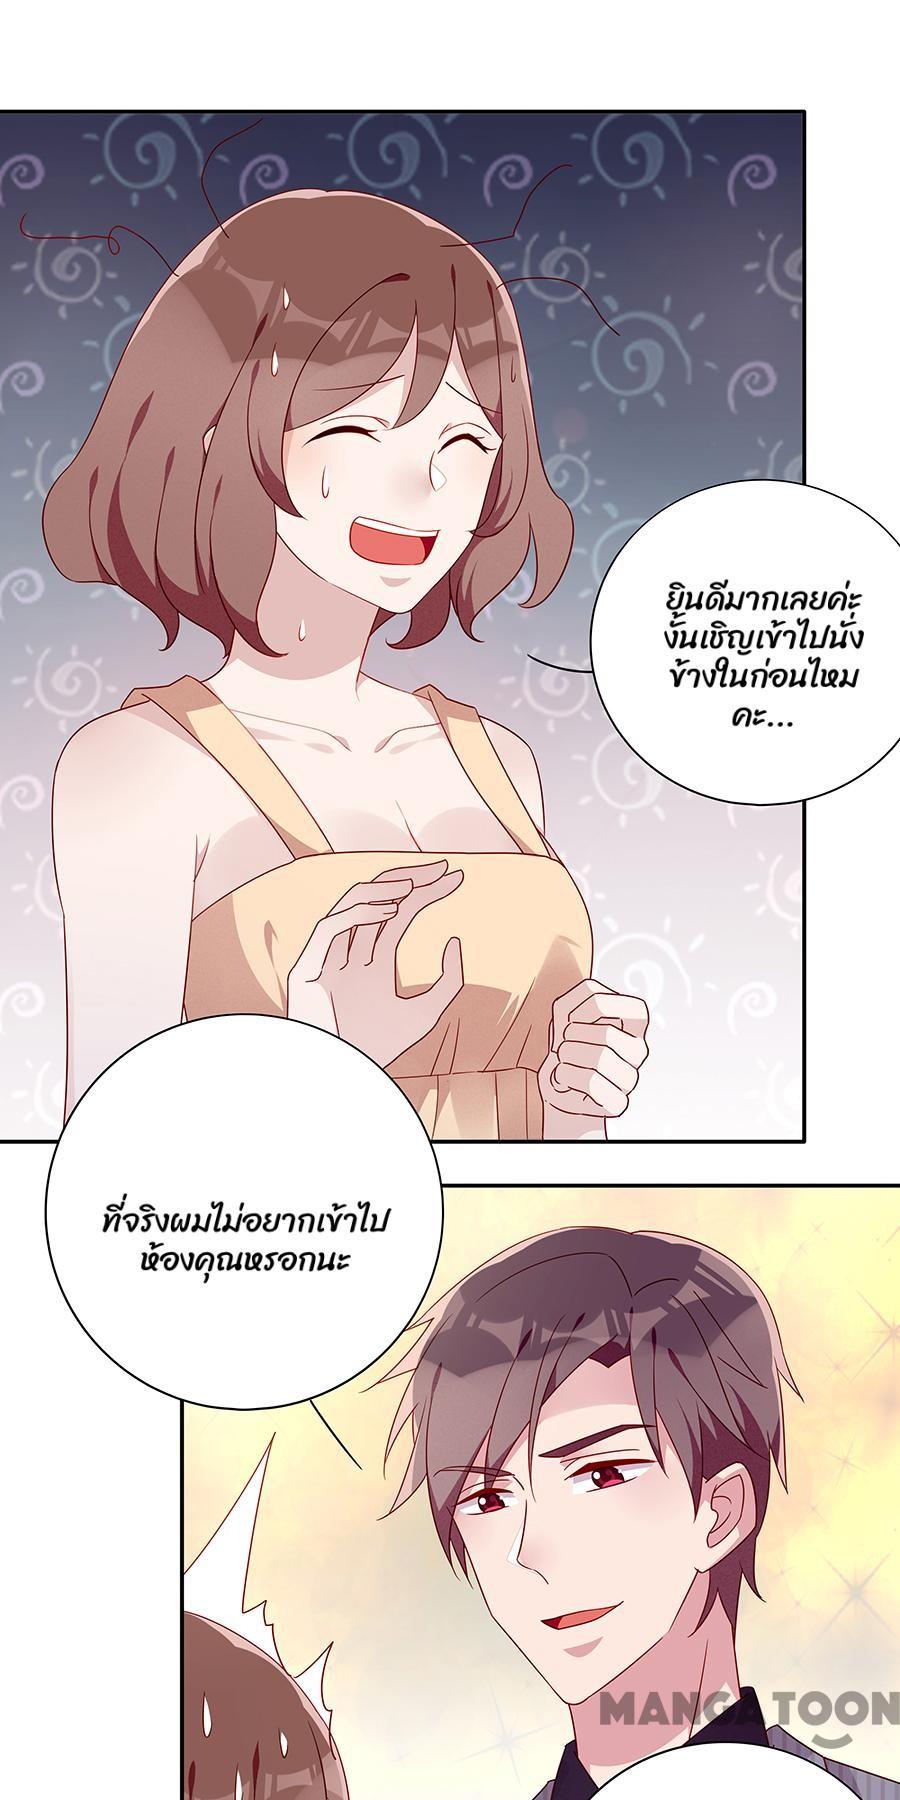 ยินดีมากเลยค่ะ
งั้นเชิญเข้าไปนั่ง
ข้างในก่อนไหม
คะ...
ที่จริงผมไม่อยากเข้าไป
ห้องคุณหรอกนะ
MANGATOON